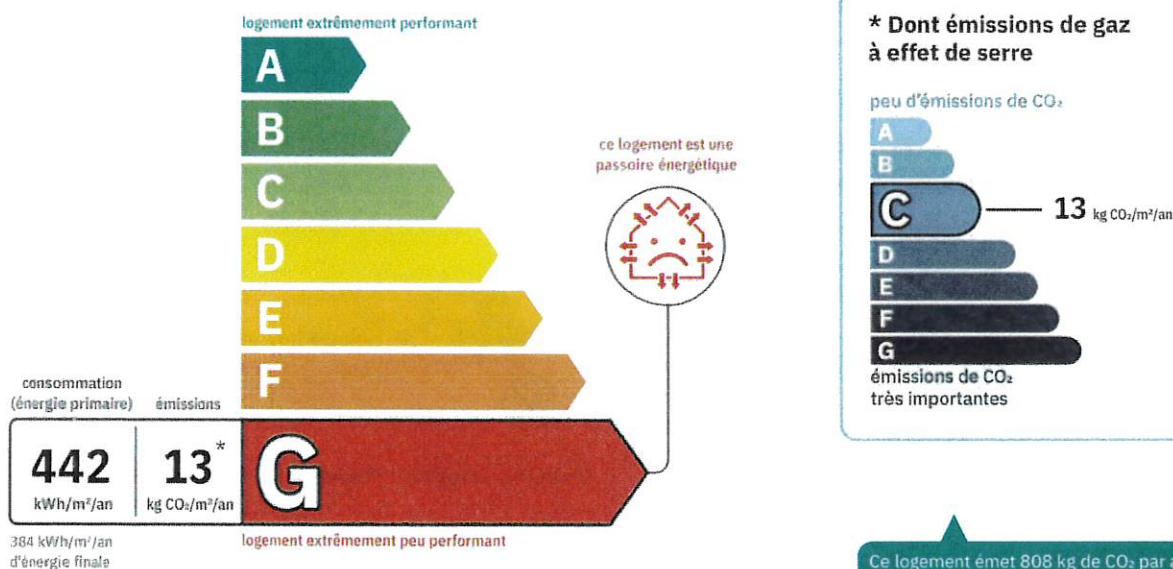 logement extrêmement performant
A
B
C
D
E
F
G
ce logement est une
passoire énergétique
consommation
(énergie primaire)
émissions
442
kWh/m²/an
13*
kg CO₂/m²/an
384 kWh/m²/an
d'énergie finale
logement extrêmement peu performant
* Dont émissions de gaz
à effet de serre
peu d'émissions de CO₂
A
B
C
13 kg CO₂/m²/an
D
E
F
G
émissions de CO₂
très importantes
Ce logement émet 808 kg de CO₂ par